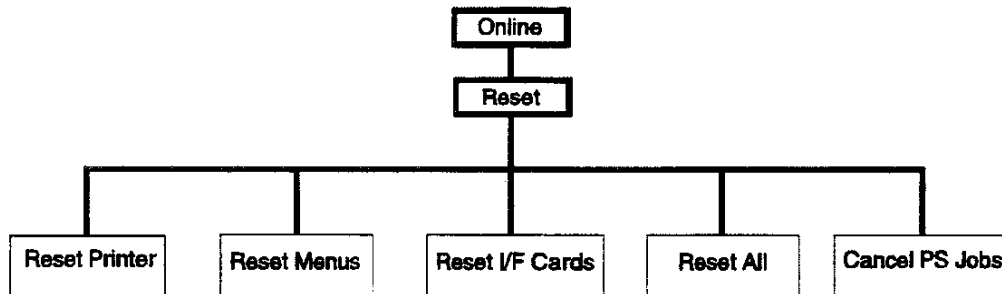 Online
Reset
Reset Printer
Reset Menus
Reset I/F Cards
Reset All
Cancel PS Jobs